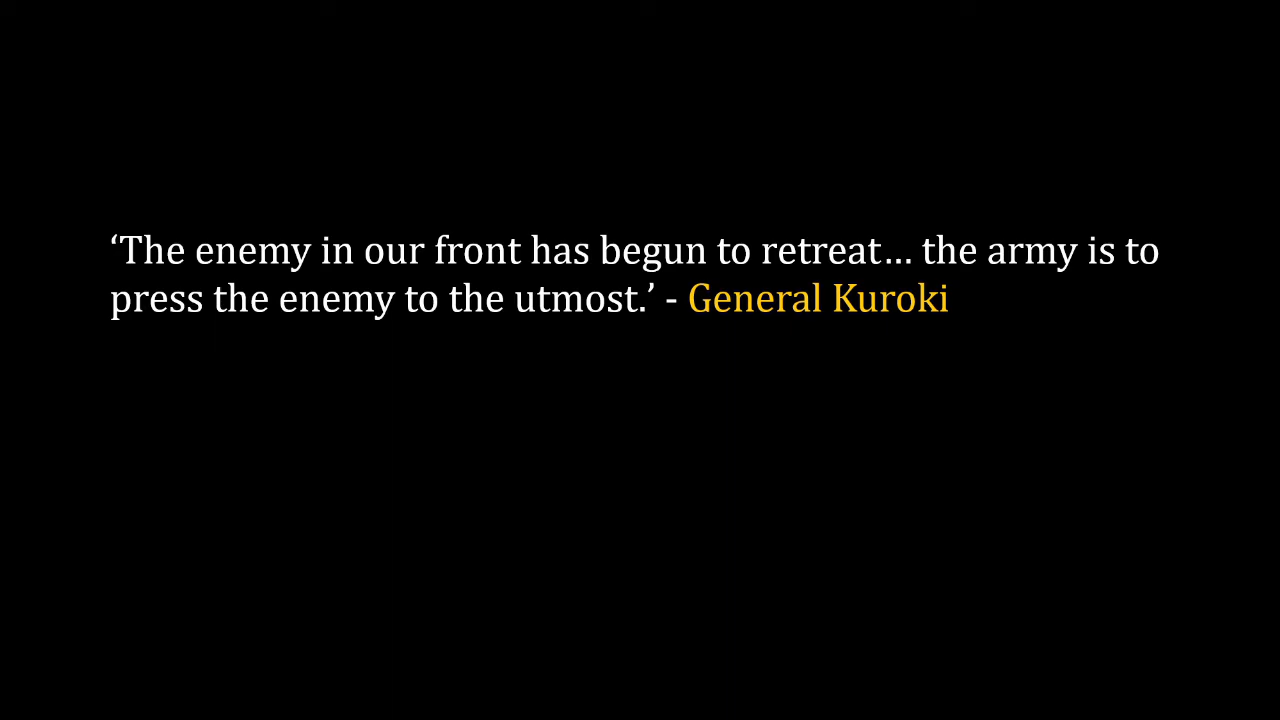 ‘The enemy in our front has begun to retreat… the army is to
press the enemy to the utmost.’ - General Kuroki